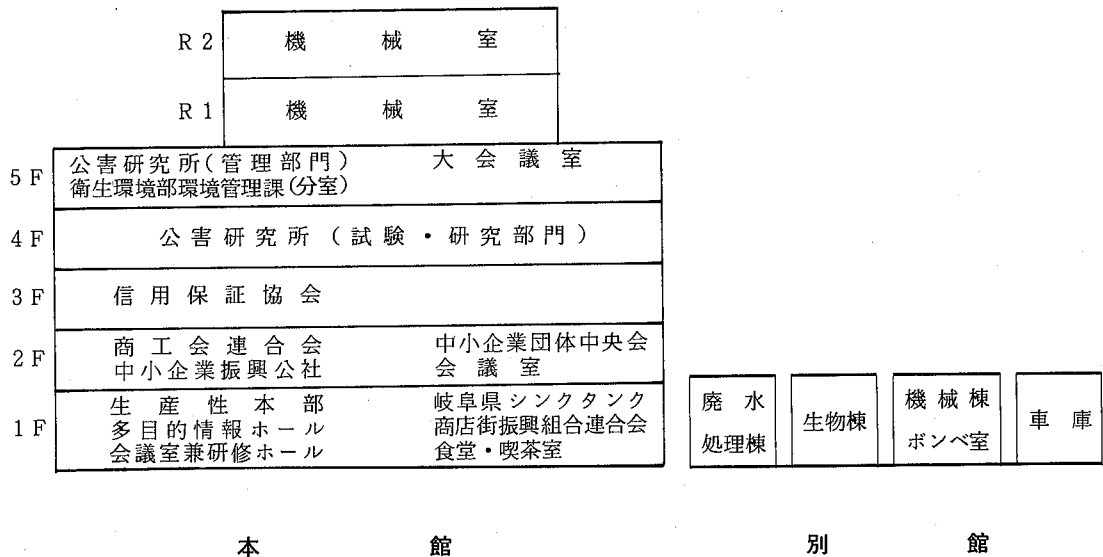 R2 機械室
R1 機械室
5F 公害研究所(管理部門) 大会議室
衛生環境部環境管理課(分室)
4F 公害研究所(試験・研究部門)
3F 信用保証協会
2F 商工会連合会 中小企業団体中央会
中小企業振興公社 会議室
1F 生産性本部 岐阜県シンクタンク
多目的情報ホール 商店街振興組合連合会
会議室兼研修ホール 食堂・喫茶室
廃水
処理棟
生物棟
機械棟
ボンベ室
車庫
本館 別館